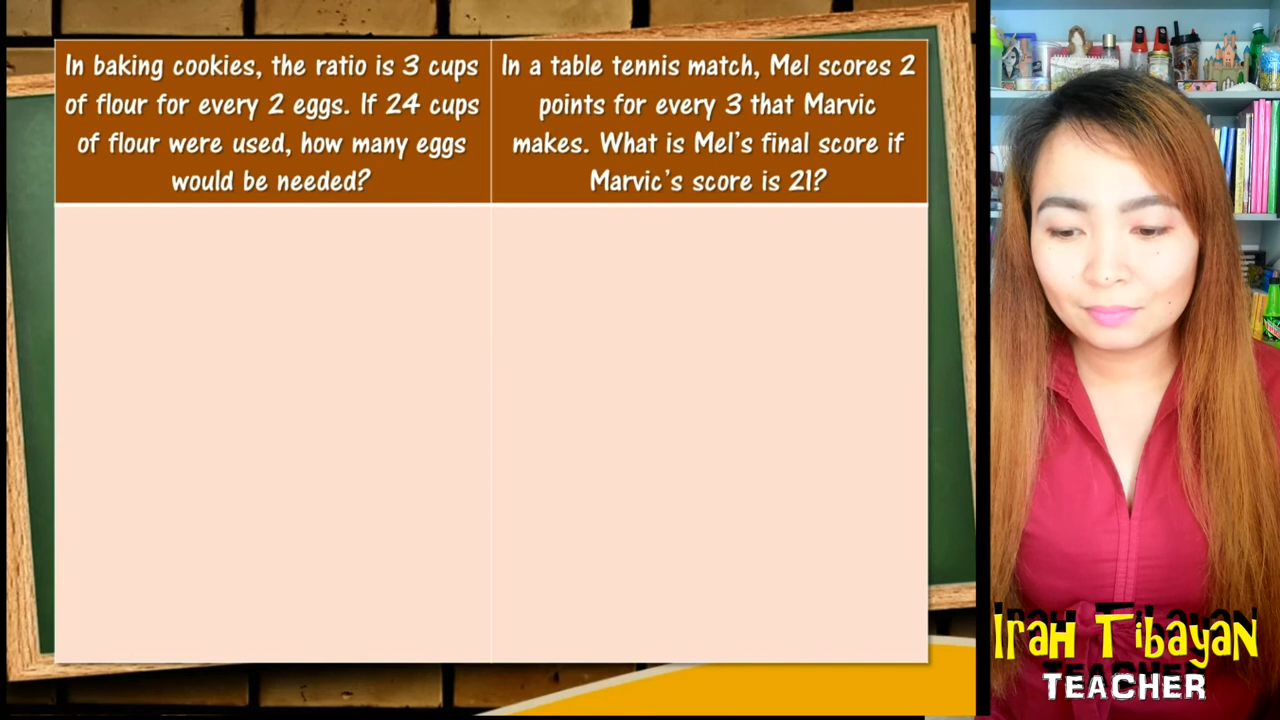 In baking cookies, the ratio is 3 cups
of flour for every 2 eggs. If 24 cups
of flour were used, how many eggs
would be needed?
In a table tennis match, Mel scores 2
points for every 3 that Marvic
makes. What is Mel's final score if
Marvic's score is 21?
Irah Tibayan
TEACHER